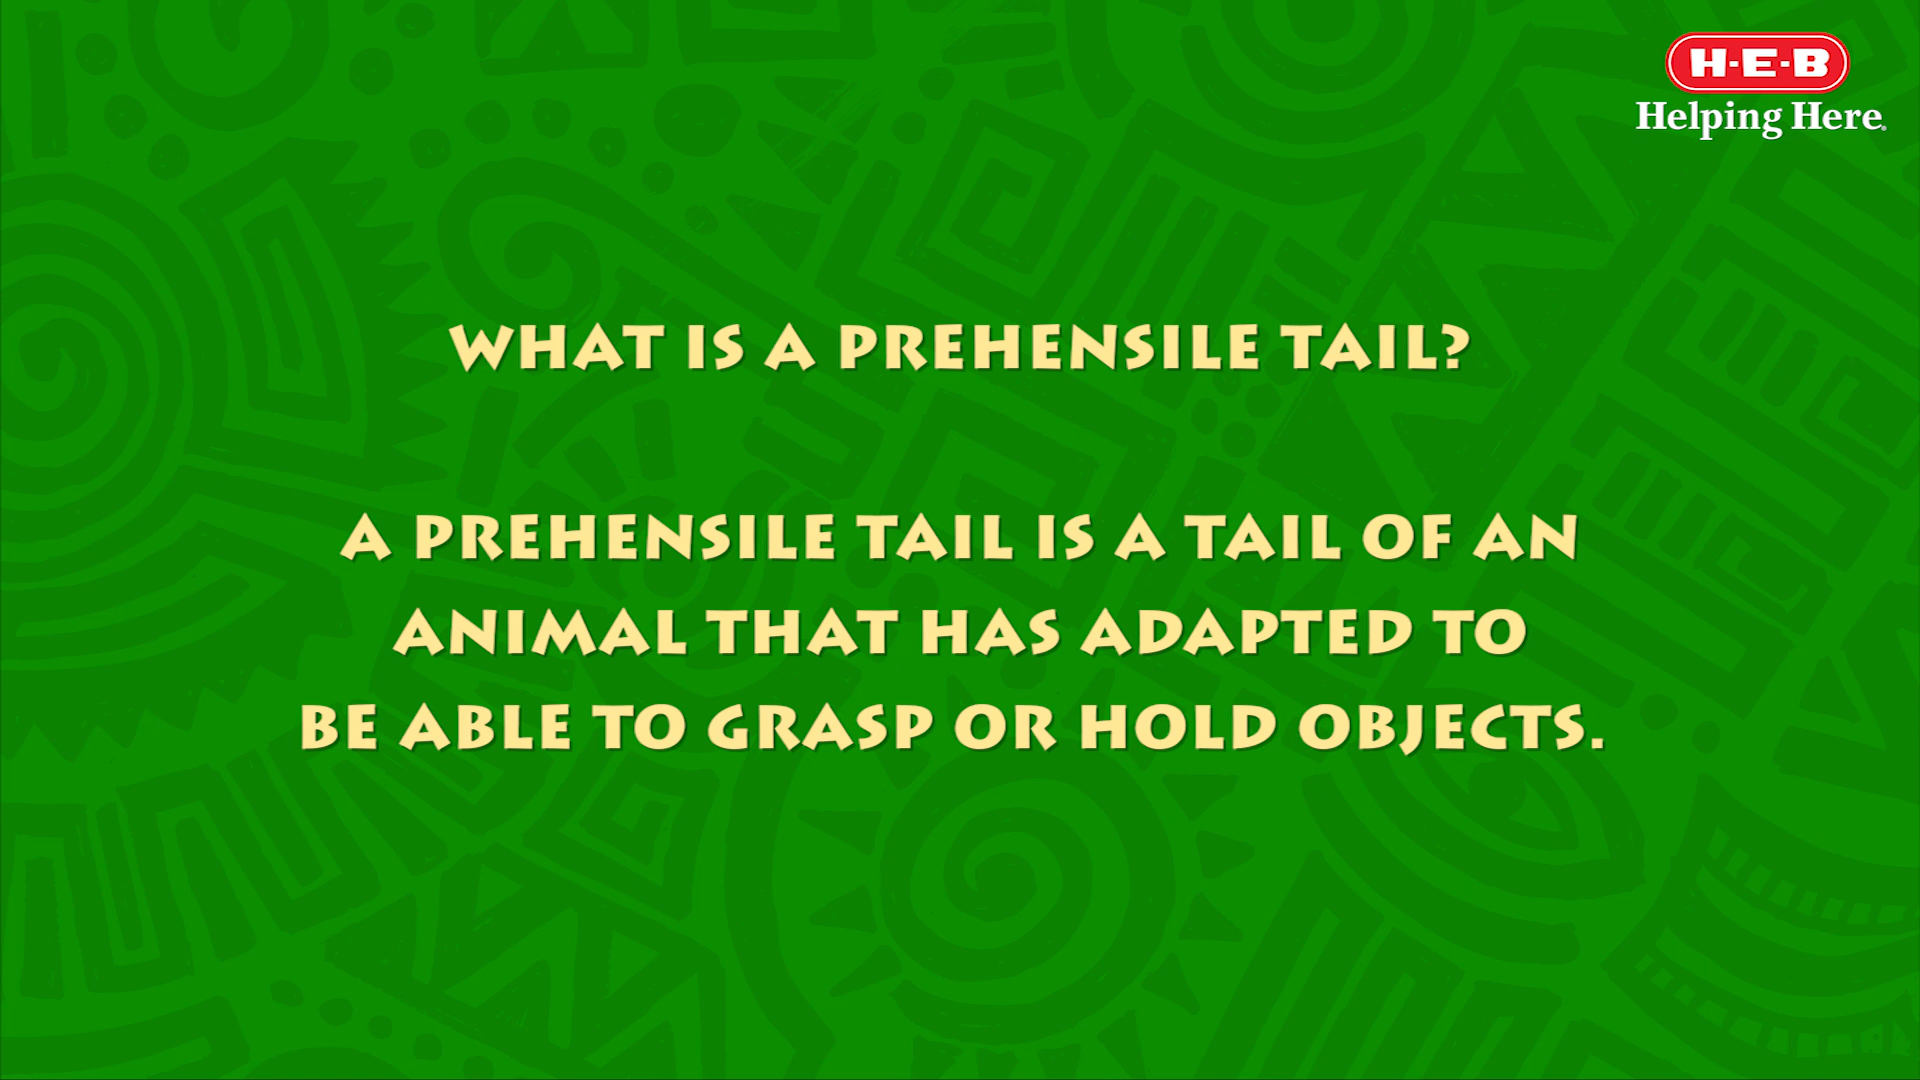 H-E-B
Helping Here®
WHAT IS A PREHENSILE TAIL?
A PREHENSILE TAIL IS A TAIL OF AN
ANIMAL THAT HAS ADAPTED TO
BE ABLE TO GRASP OR HOLD OBJECTS.